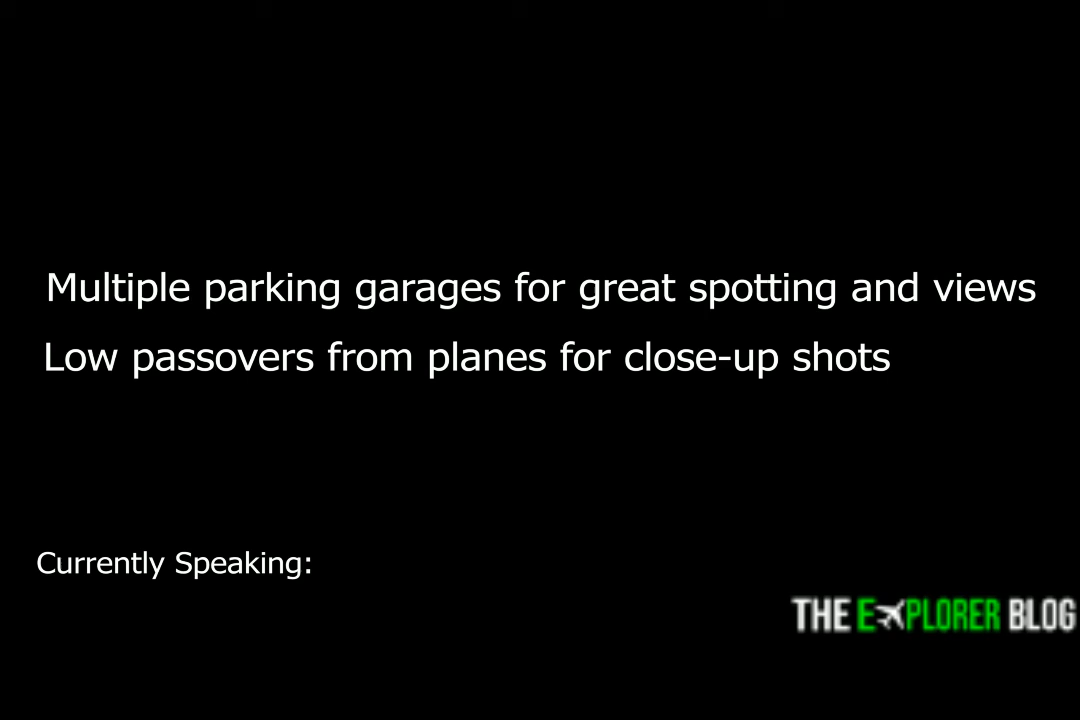 Multiple parking garages for great spotting and views
Low passovers from planes for close-up shots
Currently Speaking:
THE EXPLORER BLOG